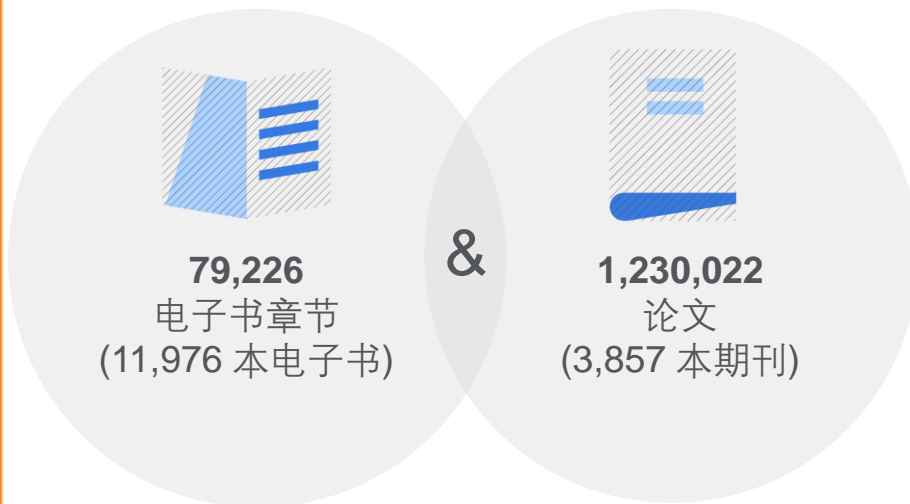 79,226
电子书章节
(11,976 本电子书)
&
1,230,022
论文
(3,857 本期刊)